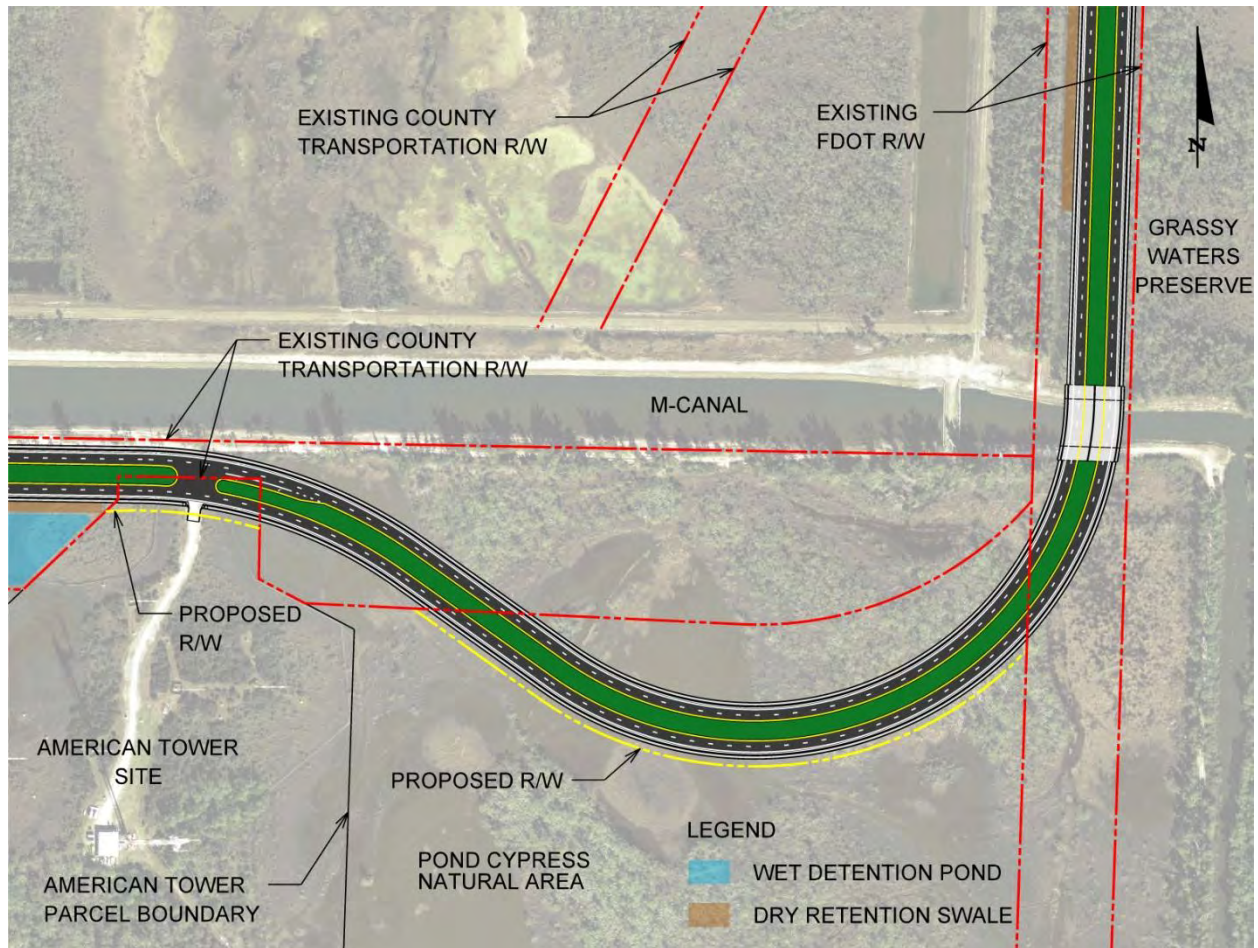 EXISTING COUNTY
TRANSPORTATION R/W
EXISTING
FDOT R/W
N
GRASSY
WATERS
PRESERVE
EXISTING COUNTY
TRANSPORTATION R/W
M-CANAL
PROPOSED
R/W
AMERICAN TOWER
SITE
PROPOSED R/W
AMERICAN TOWER
PARCEL BOUNDARY
POND CYPRESS
NATURAL AREA
LEGEND
WET DETENTION POND
DRY RETENTION SWALE